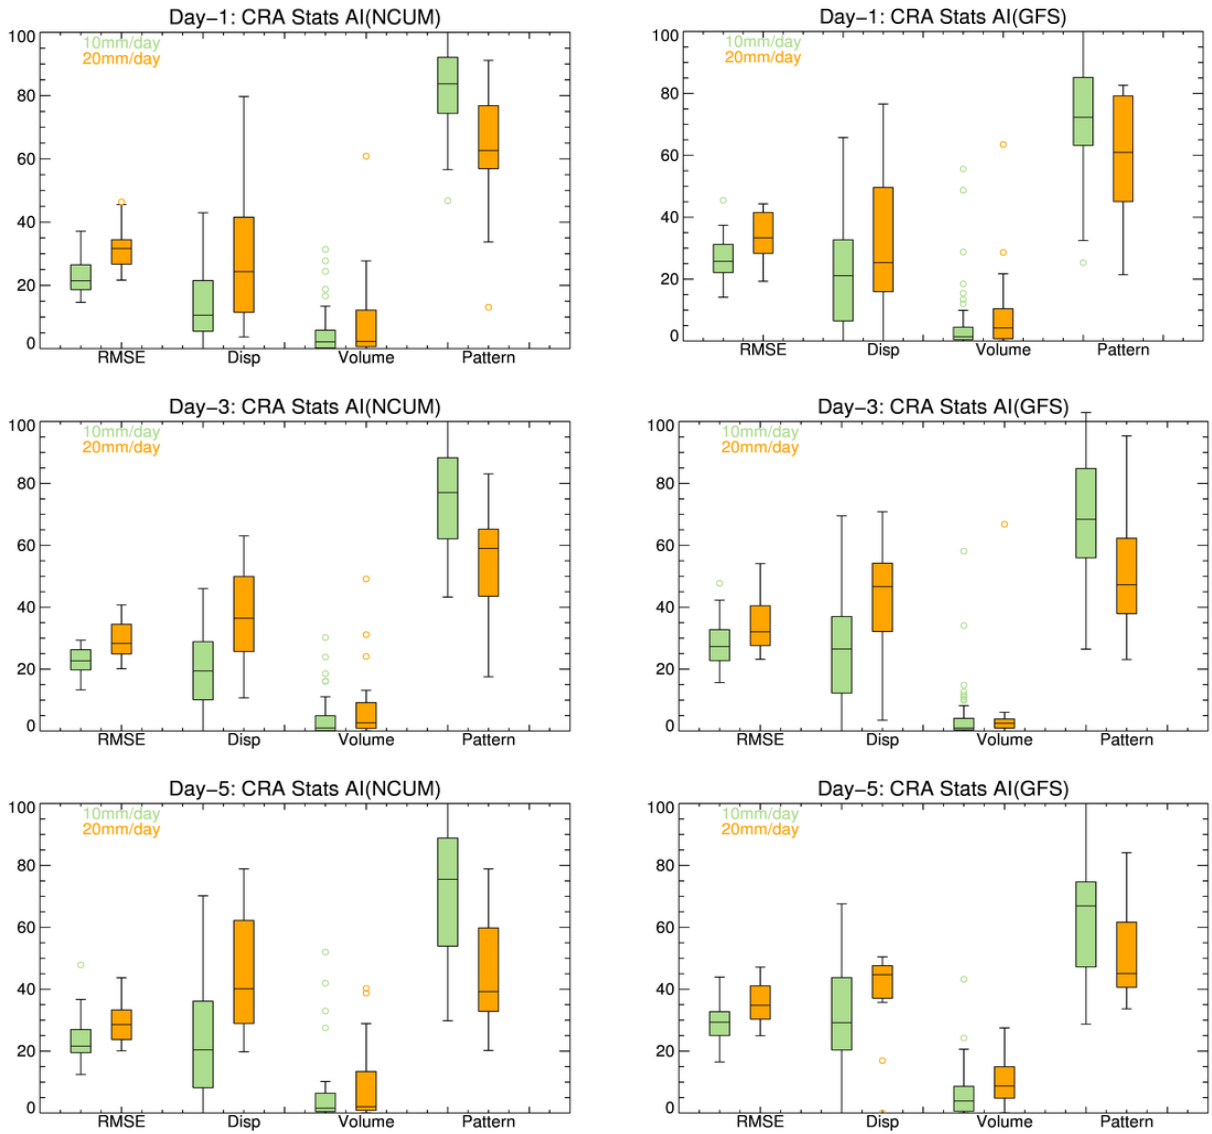 Day−1: CRA Stats AI(NCUM)
100
80
60
40
20
0
10mm/day
20mm/day
RMSE Disp Volume Pattern
Day−1: CRA Stats AI(GFS)
100
80
60
40
20
0
10mm/day
20mm/day
RMSE Disp Volume Pattern
Day−3: CRA Stats AI(NCUM)
100
80
60
40
20
0
10mm/day
20mm/day
RMSE Disp Volume Pattern
Day−3: CRA Stats AI(GFS)
100
80
60
40
20
0
10mm/day
20mm/day
RMSE Disp Volume Pattern
Day−5: CRA Stats AI(NCUM)
100
80
60
40
20
0
10mm/day
20mm/day
RMSE Disp Volume Pattern
Day−5: CRA Stats AI(GFS)
100
80
60
40
20
0
10mm/day
20mm/day
RMSE Disp Volume Pattern